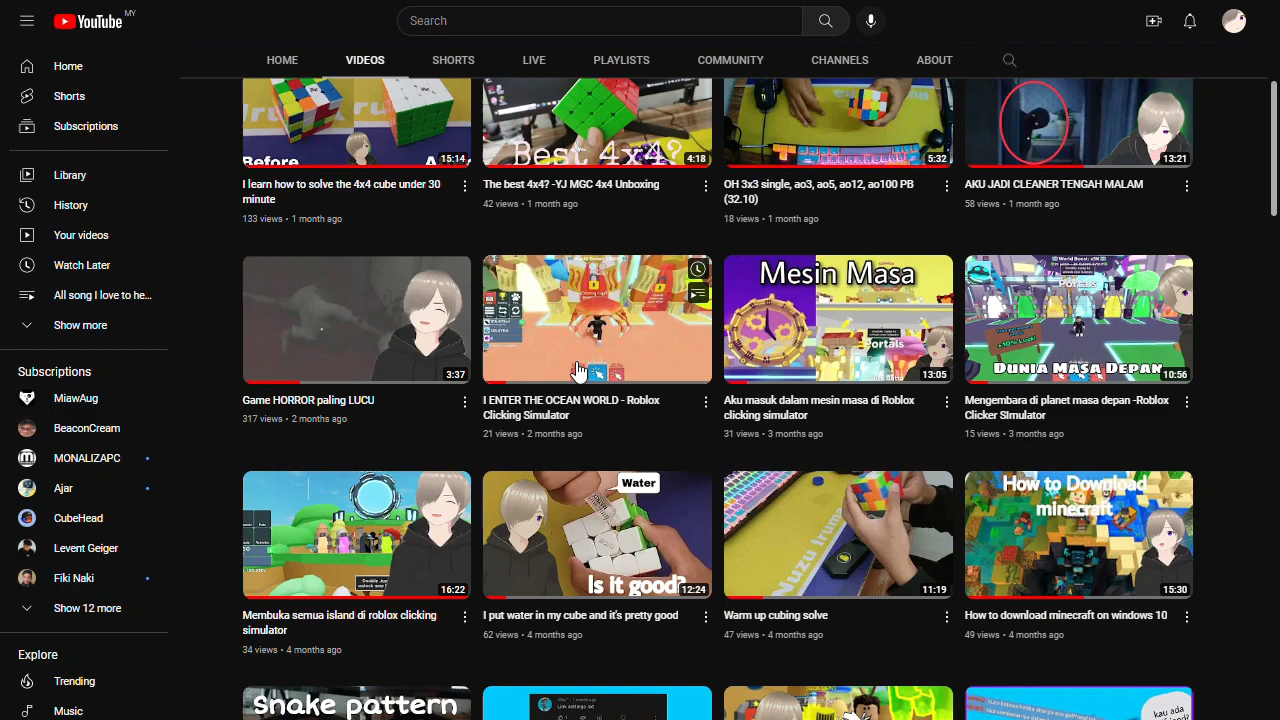 YouTube MY
Search
HOME VIDEOS SHORTS LIVE PLAYLISTS COMMUNITY CHANNELS ABOUT
Home
Shorts
Subscriptions
Library
History
Your videos
Watch Later
All song I love to he...
Show more
Subscriptions
MiawAug
BeaconCream
MONALIZAPC
Ajar
CubeHead
Levent Geiger
Fiki Naki
Show 12 more
Explore
Trending
Music
Before
15:14
I learn how to solve the 4x4 cube under 30
minute
133 views • 1 month ago
Best 4x4?
4:18
The best 4x4? -YJ MGC 4x4 Unboxing
42 views • 1 month ago
5:32
OH 3x3 single, ao3, ao5, ao12, ao100 PB
(32.10)
18 views • 1 month ago
13:21
AKU JADI CLEANER TENGAH MALAM
58 views • 1 month ago
3:37
Game HORROR paling LUCU
317 views • 2 months ago
I ENTER THE OCEAN WORLD - Roblox
Clicking Simulator
21 views • 2 months ago
Mesin Masa
Portals
13:05
Aku masuk dalam mesin masa di Roblox
clicking simulator
31 views • 3 months ago
Portals
+10% Luck!
DUNIA MASA DEPAN
10:56
Mengembara di planet masa depan -Roblox
Clicker SImulator
15 views • 3 months ago
16:22
Membuka semua island di roblox clicking
simulator
34 views • 4 months ago
Water
Is it good?
12:24
I put water in my cube and it's pretty good
62 views • 4 months ago
Nuzu Iruma
11:19
Warm up cubing solve
47 views • 4 months ago
How to Download
minecraft
15:30
How to download minecraft on windows 10
49 views • 4 months ago
Snake pattern
Link settings .txt
kau ada